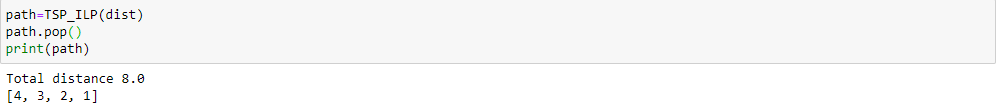 path=TSP_ILP(dist)
path.pop()
print(path)
Total distance 8.0
[4, 3, 2, 1]